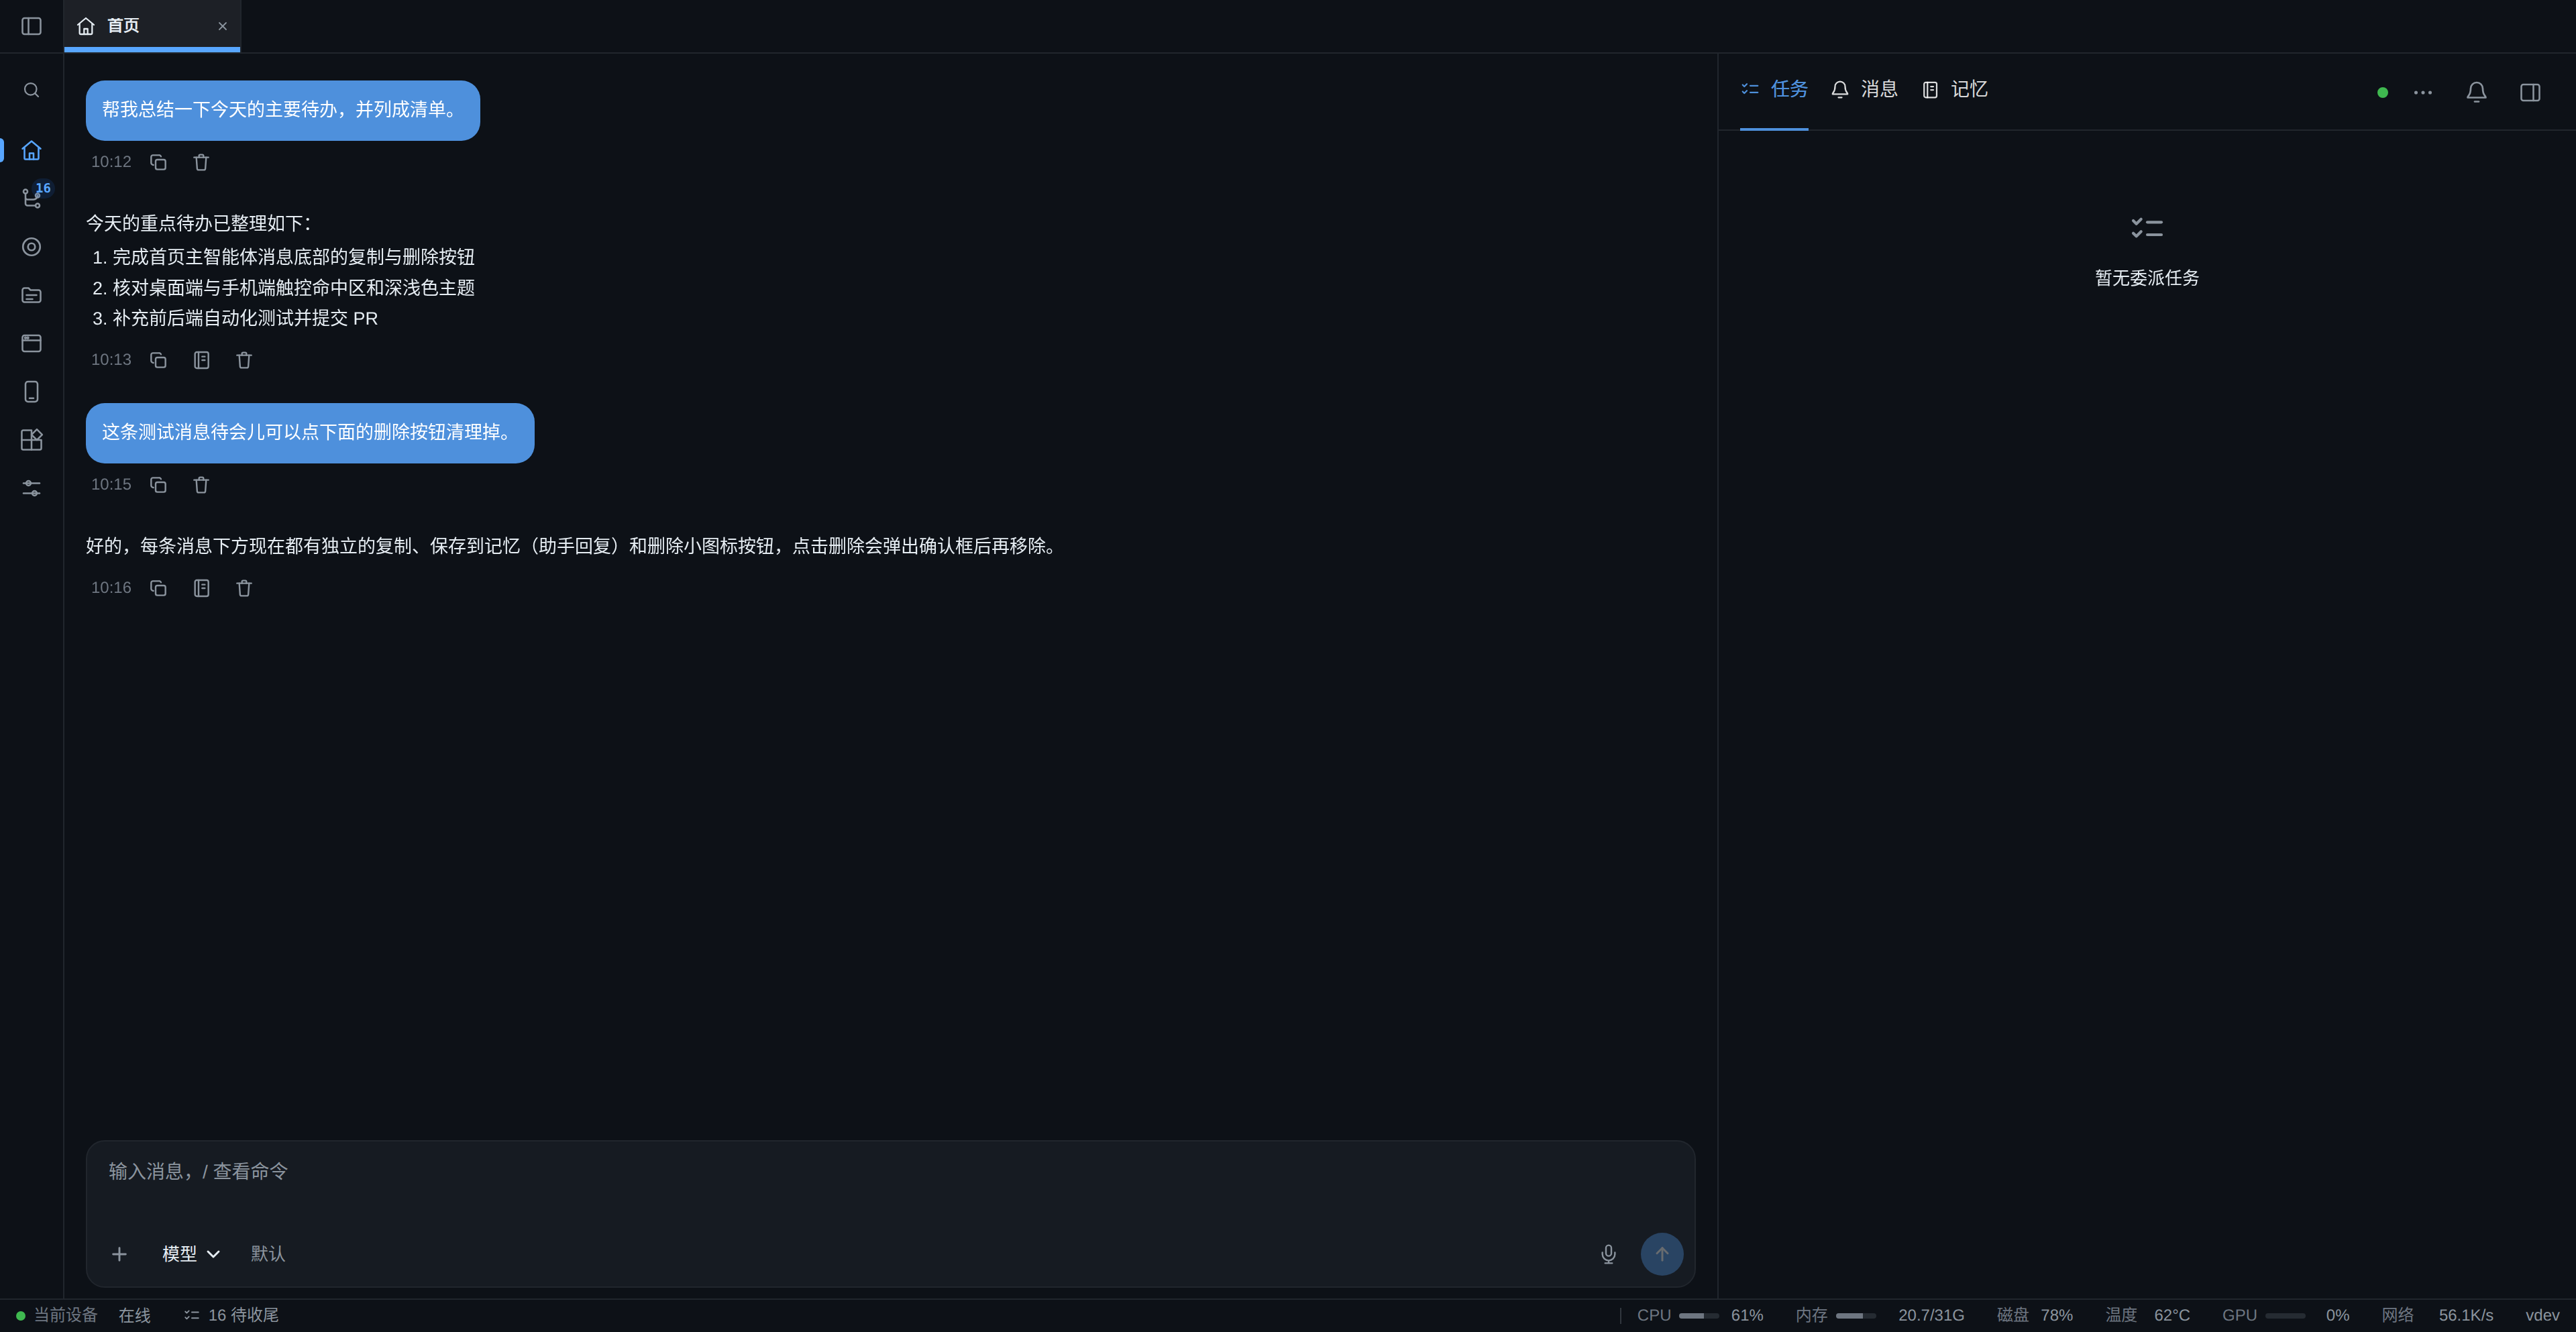 首页
帮我总结一下今天的主要待办，并列成清单。
10:12
16
今天的重点待办已整理如下：
1. 完成首页主智能体消息底部的复制与删除按钮
2. 核对桌面端与手机端触控命中区和深浅色主题
3. 补充前后端自动化测试并提交 PR
10:13
这条测试消息待会儿可以点下面的删除按钮清理掉。
10:15
好的，每条消息下方现在都有独立的复制、保存到记忆（助手回复）和删除小图标按钮，点击删除会弹出确认框后再移除。
10:16
输入消息，/ 查看命令
模型 默认
任务 消息 记忆
暂无委派任务
当前设备 在线 16 待收尾 CPU 61% 内存 20.7/31G 磁盘 78% 温度 62°C GPU 0% 网络 56.1K/s vdev